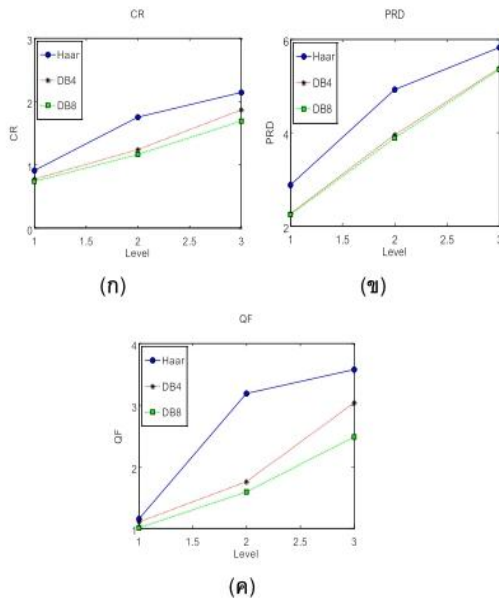 CR
PRD
3
2
1
0
CR
Haar
DB4
DB8
1
1.5
2
2.5
3
Level
6
4
2
PRD
Haar
DB4
DB8
1
1.5
2
2.5
3
Level
(ก)
(ข)
QF
4
3
2
1
QF
Haar
DB4
DB8
1
1.5
2
2.5
3
Level
(ค)